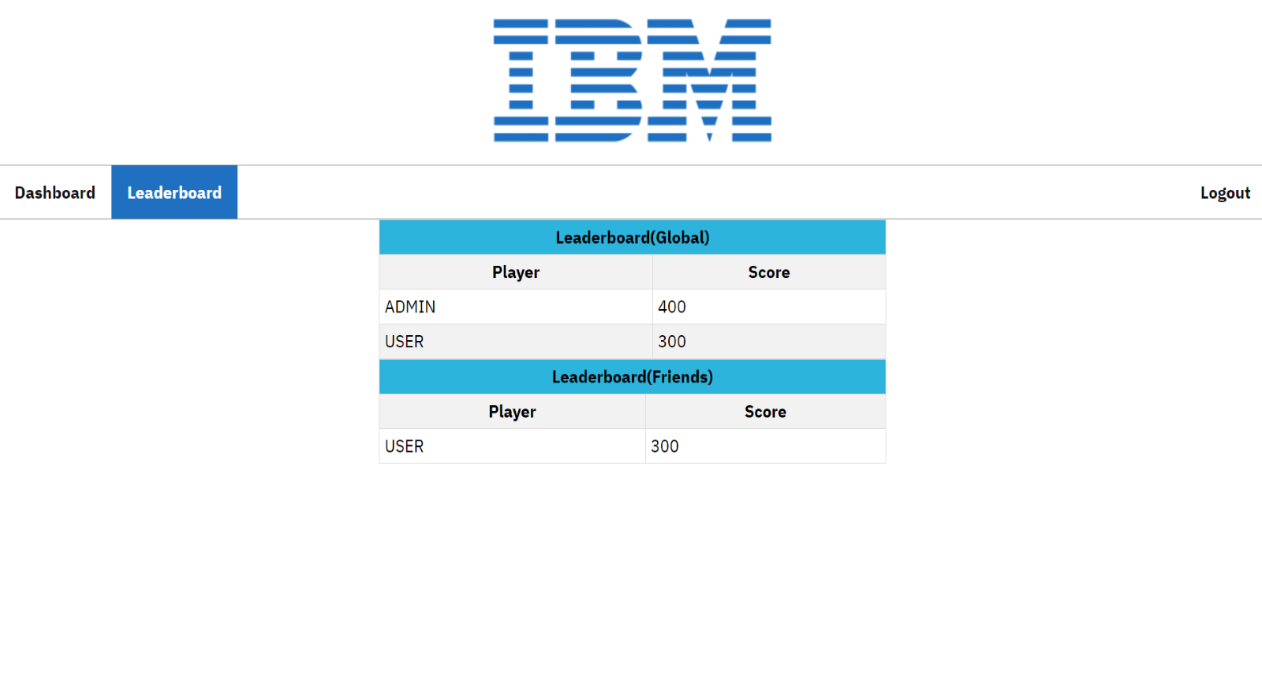 IBM
Dashboard Leaderboard Logout
Leaderboard(Global)
Player Score
ADMIN 400
USER 300
Leaderboard(Friends)
Player Score
USER 300